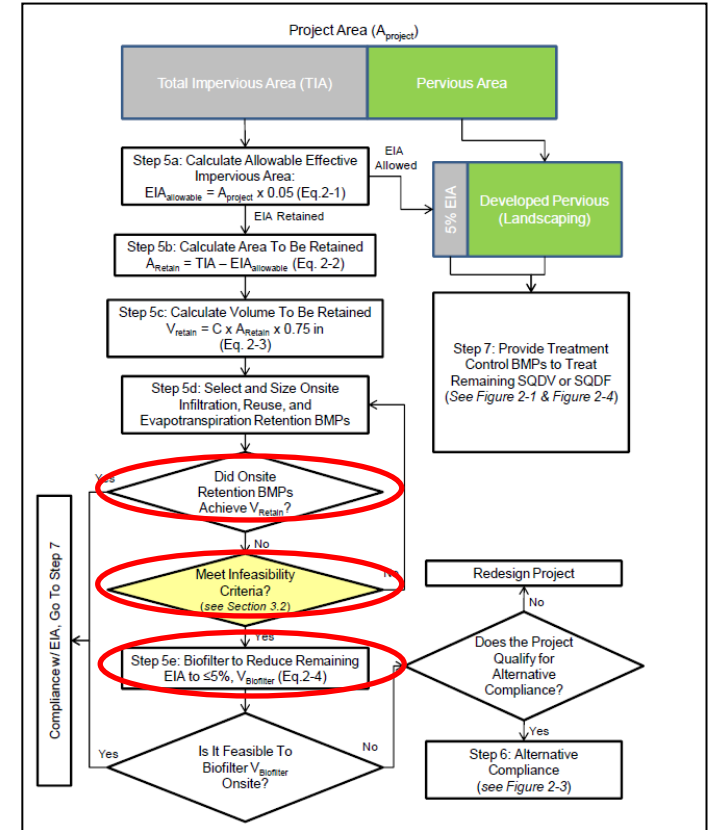 Project Area (Aproject)
Total Impervious Area (TIA)
Pervious Area
Step 5a: Calculate Allowable Effective
Impervious Area:
EIAallowable = Aproject x 0.05 (Eq.2-1)
EIA
Allowed
5% EIA
Developed Pervious
(Landscaping)
EIA Retained
Step 5b: Calculate Area To Be Retained
ARetain = TIA – EIAallowable (Eq. 2-2)
Step 5c: Calculate Volume To Be Retained
Vretain = C x ARetain x 0.75 in
(Eq. 2-3)
Step 7: Provide Treatment
Control BMPs to Treat
Remaining SQDV or SQDF
(See Figure 2-1 & Figure 2-4)
Step 5d: Select and Size Onsite
Infiltration, Reuse, and
Evapotranspiration Retention BMPs
Yes
Did Onsite
Retention BMPs
Achieve VRetain?
No
Meet Infeasibility
Criteria?
(see Section 3.2)
No
Yes
Step 5e: Biofilter to Reduce Remaining
EIA to ≤5%, VBiofilter (Eq.2-4)
Compliance w/ EIA, Go To Step 7
Yes
Is It Feasible To
Biofilter VBiofilter
Onsite?
No
Redesign Project
No
Does the Project
Qualify for
Alternative
Compliance?
Yes
Step 6: Alternative
Compliance
(see Figure 2-3)